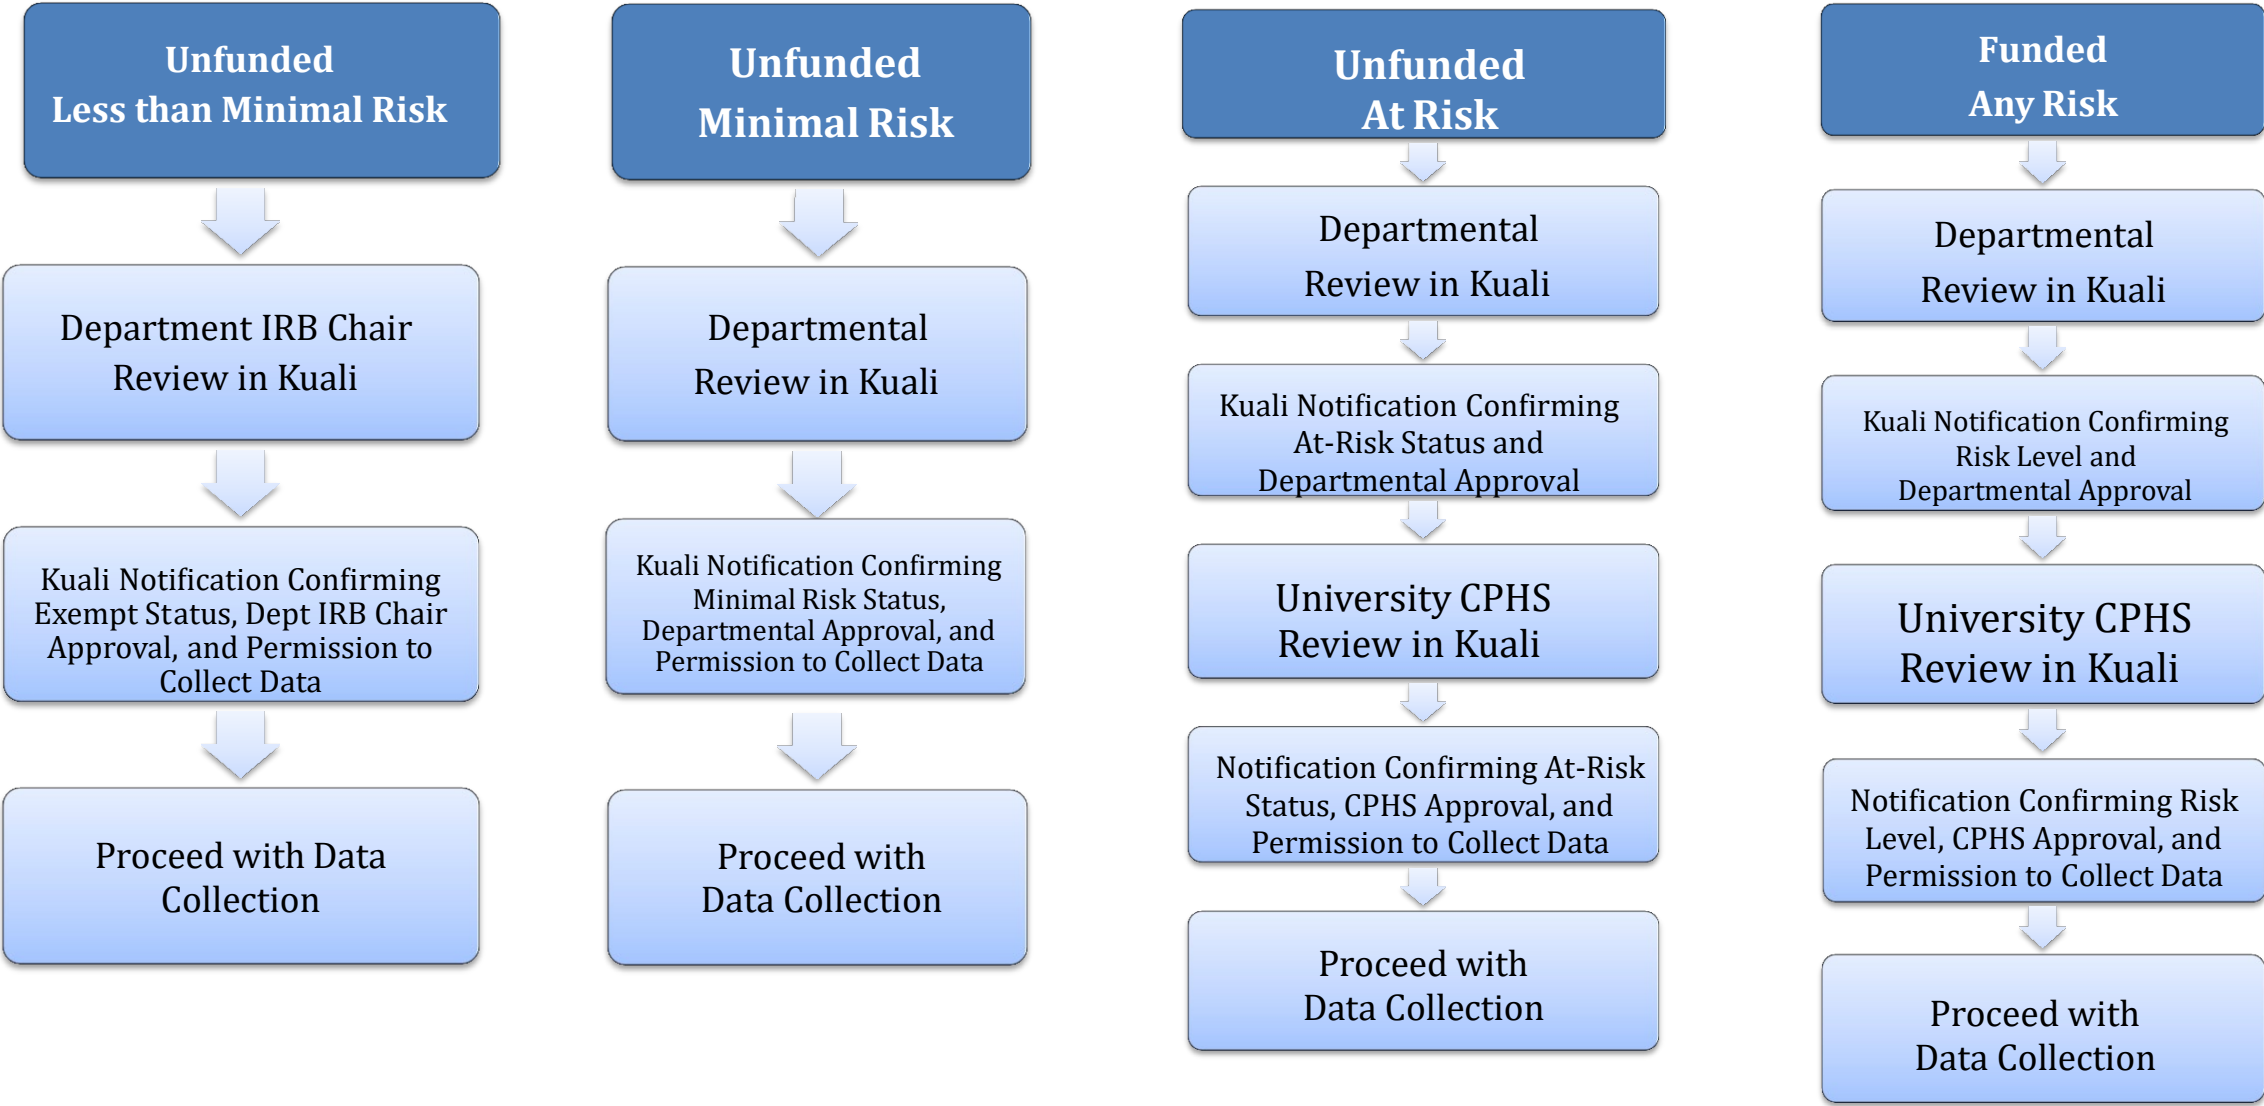 Unfunded
Less than Minimal Risk
Department IRB Chair
Review in Kuali
Kuali Notification Confirming
Exempt Status, Dept IRB Chair
Approval, and Permission to
Collect Data
Proceed with Data
Collection
Unfunded
Minimal Risk
Departmental
Review in Kuali
Kuali Notification Confirming
Minimal Risk Status,
Departmental Approval, and
Permission to Collect Data
Proceed with
Data Collection
Unfunded
At Risk
Departmental
Review in Kuali
Kuali Notification Confirming
At-Risk Status and
Departmental Approval
University CPHS
Review in Kuali
Notification Confirming At-Risk
Status, CPHS Approval, and
Permission to Collect Data
Proceed with
Data Collection
Funded
Any Risk
Departmental
Review in Kuali
Kuali Notification Confirming
Risk Level and
Departmental Approval
University CPHS
Review in Kuali
Notification Confirming Risk
Level, CPHS Approval, and
Permission to Collect Data
Proceed with
Data Collection